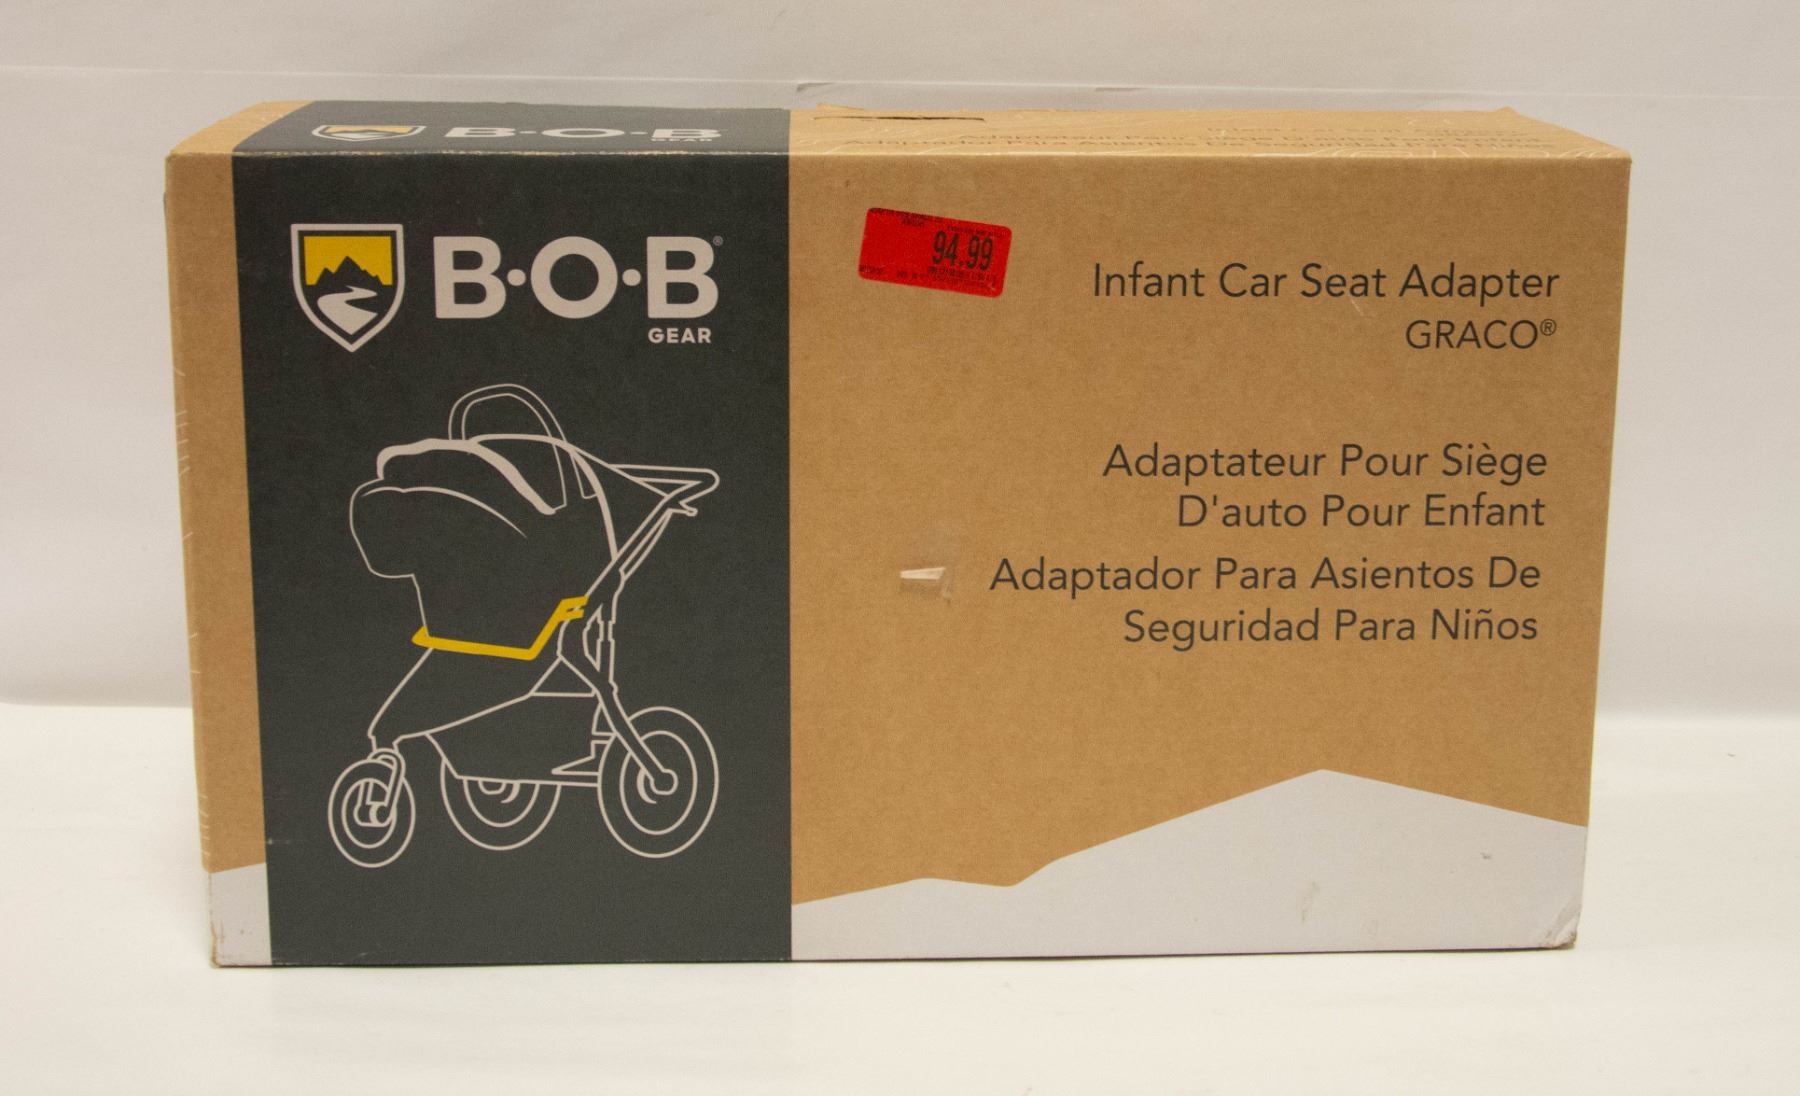 B·O·B
GEAR
B·O·B®
GEAR
94.99
Infant Car Seat Adapter
GRACO®
Adaptateur Pour Siège
D'auto Pour Enfant
Adaptador Para Asientos De
Seguridad Para Niños